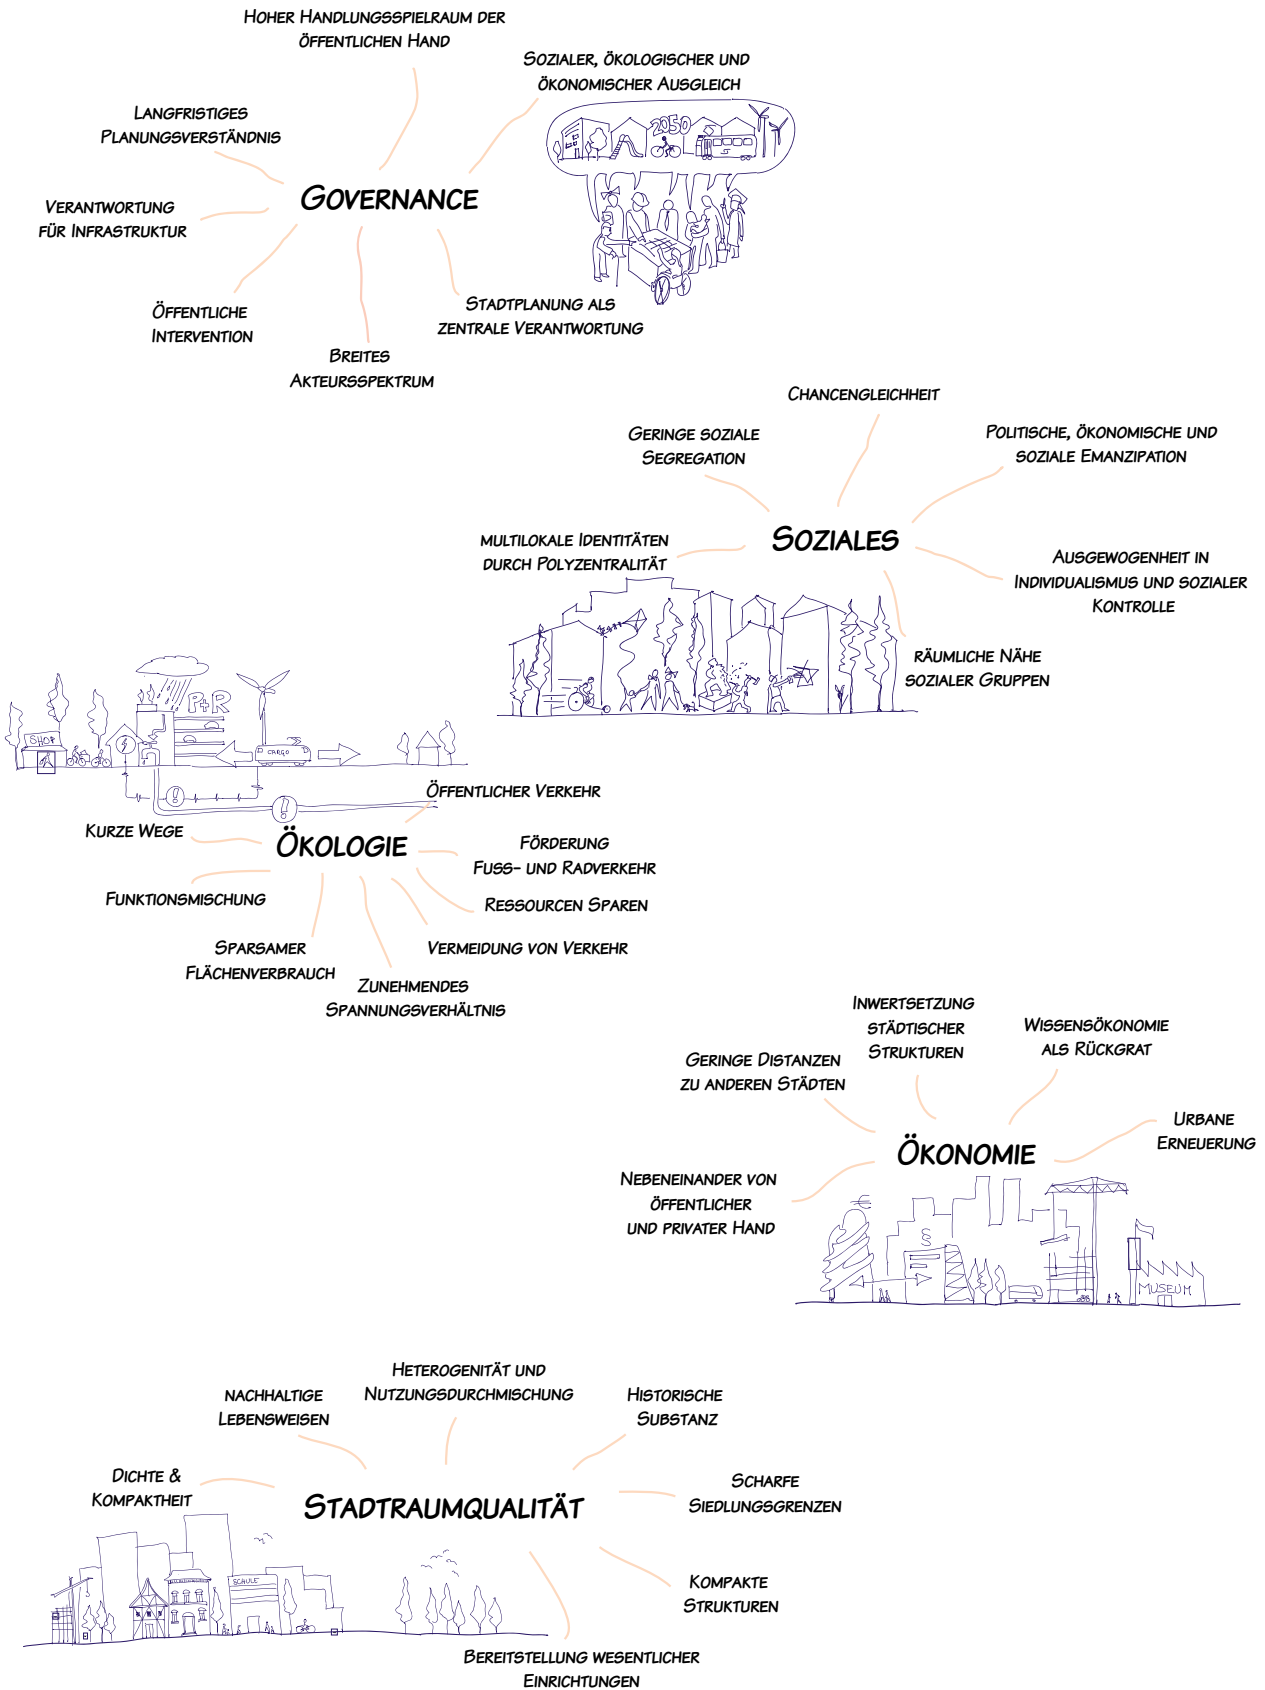 Hoher Handlungsspielraum der
öffentlichen Hand
Sozialer, ökologischer und
ökonomischer Ausgleich
Langfristiges
Planungsverständnis
2050
Governance
Verantwortung
für Infrastruktur
Öffentliche
Intervention
Stadtplanung als
zentrale Verantwortung
Breites
Akteursspektrum
Chancengleichheit
Geringe soziale
Segregation
Politische, ökonomische und
soziale Emanzipation
Soziales
multilokale Identitäten
durch Polyzentralität
Ausgewogenheit in
Individualismus und sozialer
Kontrolle
räumliche Nähe
sozialer Gruppen
P+R
SHOP
CARGO
Öffentlicher Verkehr
Kurze Wege
Ökologie
Förderung
Fuss- und Radverkehr
Funktionsmischung
Ressourcen Sparen
Sparsamer
Flächenverbrauch
Vermeidung von Verkehr
Zunehmendes
Spannungsverhältnis
Inwertsetzung
städtischer
Strukturen
Wissensökonomie
als Rückgrat
Geringe Distanzen
zu anderen Städten
Urbane
Erneuerung
Ökonomie
Nebeneinander von
öffentlicher
und privater Hand
€
§
MUSEUM
Heterogenität und
Nutzungsdurchmischung
nachhaltige
Lebensweisen
Historische
Substanz
Dichte &
Kompaktheit
Stadtraumqualität
Scharfe
Siedlungsgrenzen
SCHULE
Kompakte
Strukturen
Bereitstellung wesentlicher
Einrichtungen